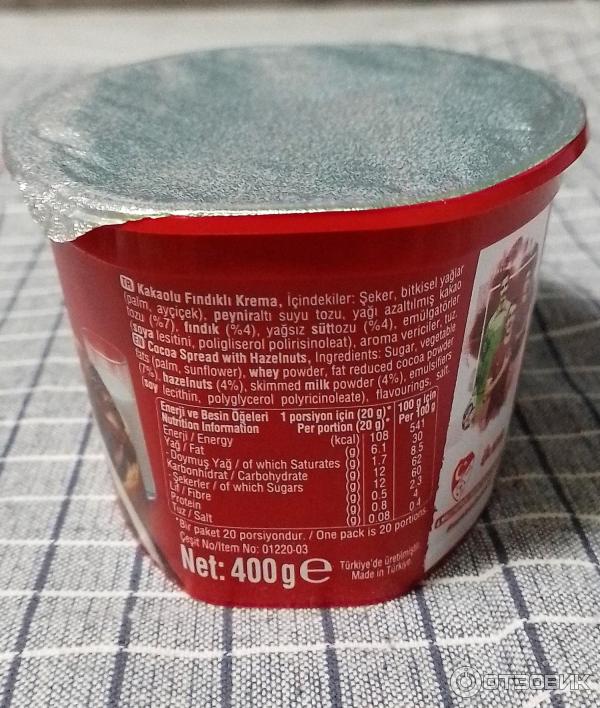 TR Kakaolu Fındıklı Krema, İçindekiler: Şeker, bitkisel yağlar
(palm, ayçiçek), peyniraltı suyu tozu, yağı azaltılmış kakao
tozu (%7), fındık (%4), yağsız süttozu (%4), emülgatörler
(soya lesitini, poligliserol polirisinoleat), aroma vericiler, tuz.
EN Cocoa Spread with Hazelnuts, Ingredients: Sugar, vegetable
fats (palm, sunflower), whey powder, fat reduced cocoa powder
(7%), hazelnuts (4%), skimmed milk powder (4%), emulsifiers
(soy lecithin, polyglycerol polyricinoleate), flavourings, salt.
Enerji ve Besin Öğeleri 1 porsiyon için (20 g)* 100 g İçin
Nutrition Information Per portion (20 g)* Per 100 g
Enerji / Energy (kcal) 108 541
Yağ / Fat (g) 6.1 30
-Doymuş Yağ / of which Saturates (g) 1.7 8.5
Karbonhidrat / Carbohydrate (g) 12 62
-Şekerler / of which Sugars (g) 12 60
Lif / Fibre (g) 0.5 2.3
Protein (g) 0.8 4
Tuz / Salt (g) 0.08 0.4
*Bir paket 20 porsiyondur. / One pack is 20 portions.
Çeşit No/Item No: 01220-03
Net: 400 g e
Türkiye'de üretilmiştir.
Made in Türkiye.
ОТЗОВИК